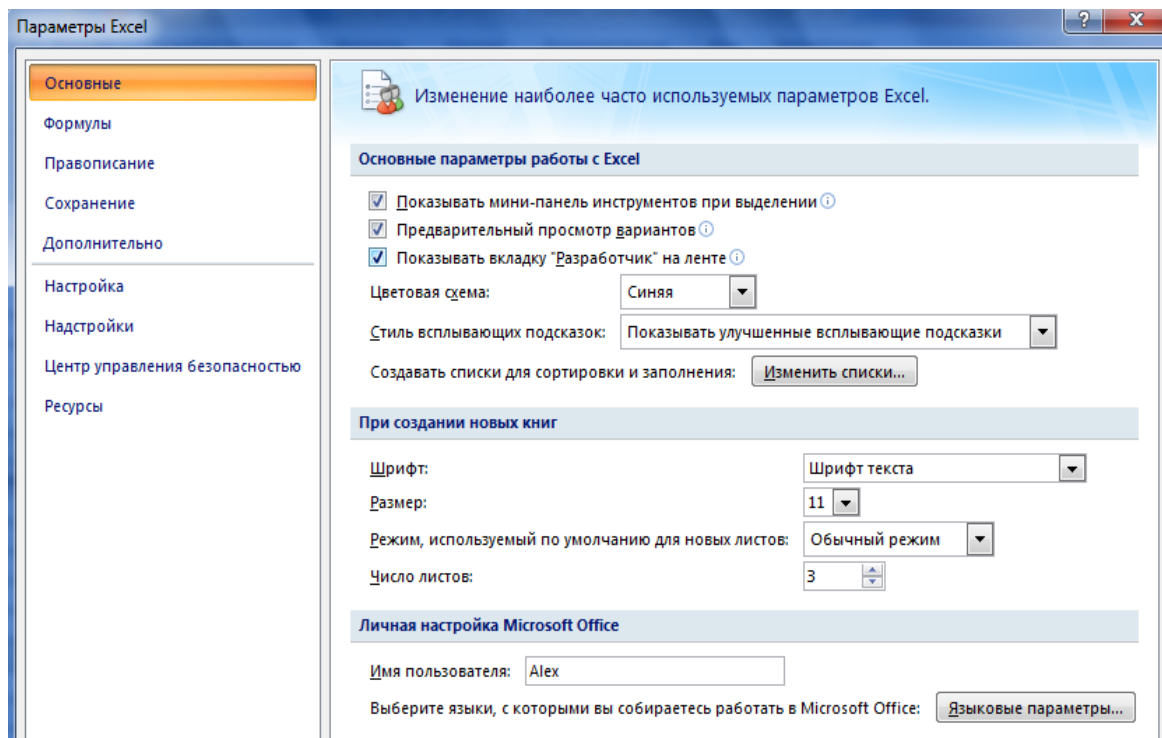 Параметры Excel
?
X
Основные
Формулы
Правописание
Сохранение
Дополнительно
Настройка
Надстройки
Центр управления безопасностью
Ресурсы
Изменение наиболее часто используемых параметров Excel.
Основные параметры работы с Excel
Показывать мини-панель инструментов при выделении
Предварительный просмотр вариантов
Показывать вкладку "Разработчик" на ленте
Цветовая схема: Синяя
Стиль всплывающих подсказок: Показывать улучшенные всплывающие подсказки
Создавать списки для сортировки и заполнения: Изменить списки...
При создании новых книг
Шрифт: Шрифт текста
Размер: 11
Режим, используемый по умолчанию для новых листов: Обычный режим
Число листов: 3
Личная настройка Microsoft Office
Имя пользователя: Alex
Выберите языки, с которыми вы собираетесь работать в Microsoft Office: Языковые параметры...